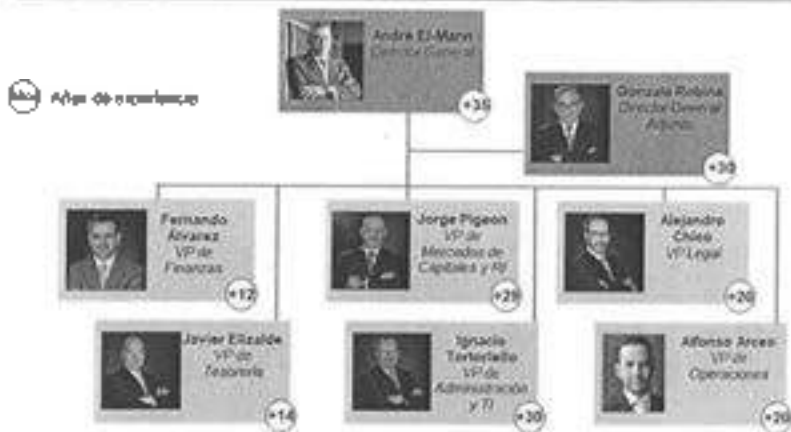 André El-Mann
Director General
+35
Años de experiencia
Gonzalo Robina
Director General
Adjunto
+30
Fernando
Álvarez
VP de
Finanzas
+12
Jorge Pigeon
VP de
Mercados de
Capitales y RI
+29
Alejandro
Chico
VP Legal
+20
Javier Elizalde
VP de
Tesorería
+14
Ignacio
Tortoriello
VP de
Administración
y TI
+30
Alfonso Arceo
VP de
Operaciones
+20